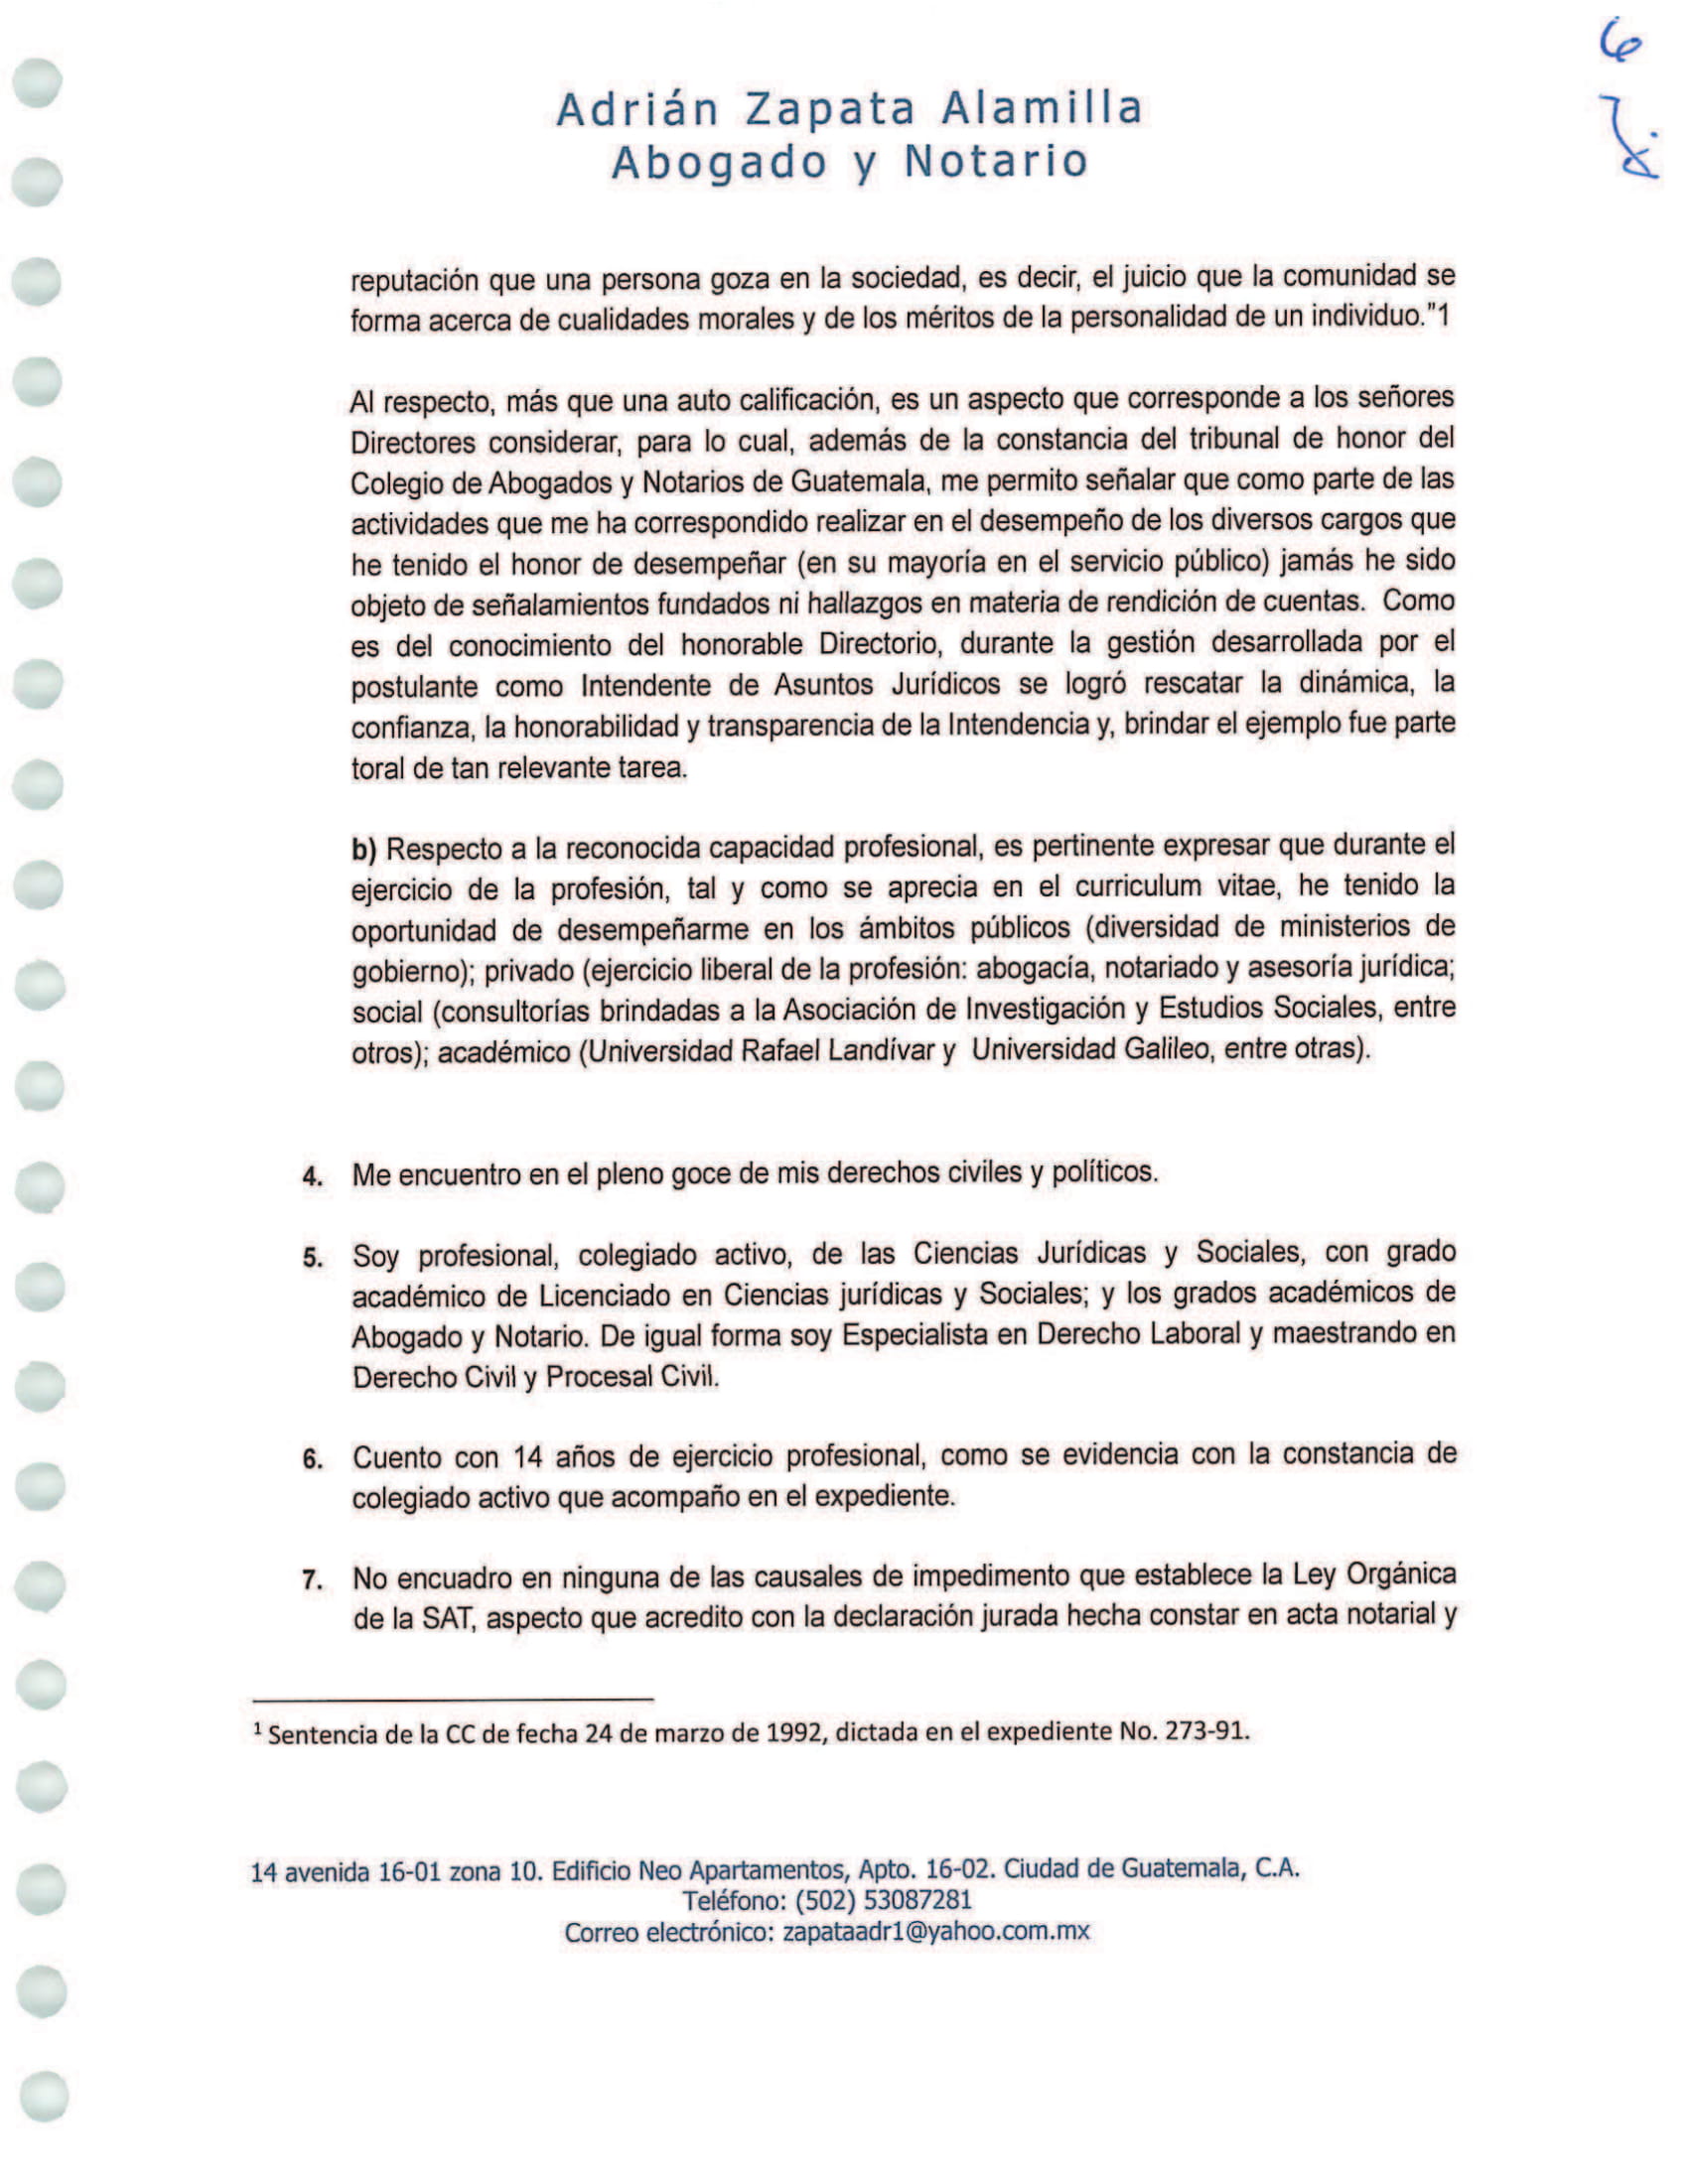 6
Adrián Zapata Alamilla
Abogado y Notario
reputación que una persona goza en la sociedad, es decir, el juicio que la comunidad se
forma acerca de cualidades morales y de los méritos de la personalidad de un individuo."1
Al respecto, más que una auto calificación, es un aspecto que corresponde a los señores
Directores considerar, para lo cual, además de la constancia del tribunal de honor del
Colegio de Abogados y Notarios de Guatemala, me permito señalar que como parte de las
actividades que me ha correspondido realizar en el desempeño de los diversos cargos que
he tenido el honor de desempeñar (en su mayoría en el servicio público) jamás he sido
objeto de señalamientos fundados ni hallazgos en materia de rendición de cuentas. Como
es del conocimiento del honorable Directorio, durante la gestión desarrollada por el
postulante como Intendente de Asuntos Jurídicos se logró rescatar la dinámica, la
confianza, la honorabilidad y transparencia de la Intendencia y, brindar el ejemplo fue parte
toral de tan relevante tarea.
b) Respecto a la reconocida capacidad profesional, es pertinente expresar que durante el
ejercicio de la profesión, tal y como se aprecia en el curriculum vitae, he tenido la
oportunidad de desempeñarme en los ámbitos públicos (diversidad de ministerios de
gobierno); privado (ejercicio liberal de la profesión: abogacía, notariado y asesoría jurídica;
social (consultorías brindadas a la Asociación de Investigación y Estudios Sociales, entre
otros); académico (Universidad Rafael Landívar y Universidad Galileo, entre otras).
4. Me encuentro en el pleno goce de mis derechos civiles y políticos.
5. Soy profesional, colegiado activo, de las Ciencias Jurídicas y Sociales, con grado
académico de Licenciado en Ciencias jurídicas y Sociales; y los grados académicos de
Abogado y Notario. De igual forma soy Especialista en Derecho Laboral y maestrando en
Derecho Civil y Procesal Civil.
6. Cuento con 14 años de ejercicio profesional, como se evidencia con la constancia de
colegiado activo que acompaño en el expediente.
7. No encuadro en ninguna de las causales de impedimento que establece la Ley Orgánica
de la SAT, aspecto que acredito con la declaración jurada hecha constar en acta notarial y
1 Sentencia de la CC de fecha 24 de marzo de 1992, dictada en el expediente No. 273-91.
14 avenida 16-01 zona 10. Edificio Neo Apartamentos, Apto. 16-02. Ciudad de Guatemala, C.A.
Teléfono: (502) 53087281
Correo electrónico: zapataadr1@yahoo.com.mx